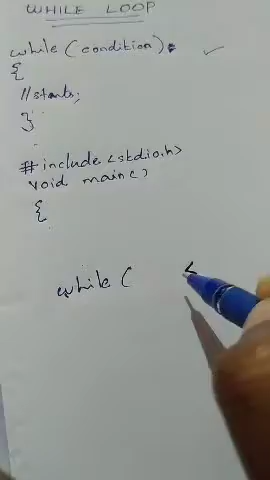 WHILE LOOP
while (condition)
{
//stmts;
}
#include <stdio.h>
void main()
{
while ( <